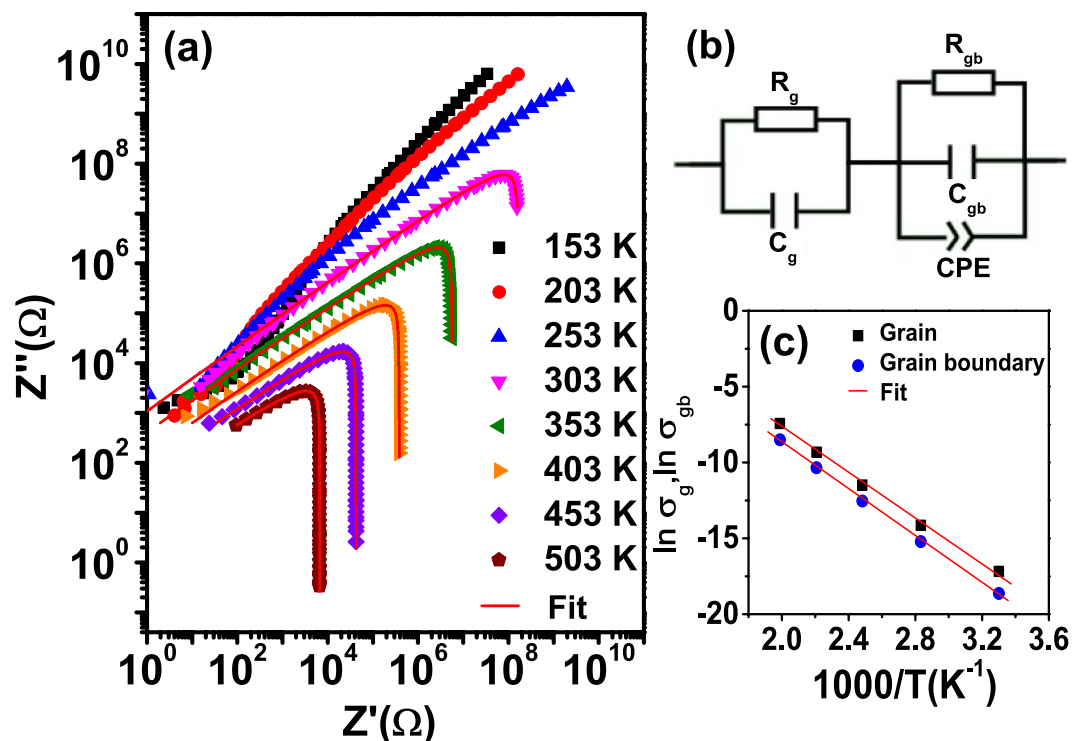 (a)
Z''(Ω)
10^10
10^8
10^6
10^4
10^2
10^0
10^0 10^2 10^4 10^6 10^8 10^10
Z'(Ω)
153 K
203 K
253 K
303 K
353 K
403 K
453 K
503 K
Fit
(b)
R_g
C_g
R_gb
C_gb
CPE
(c)
Grain
Grain boundary
Fit
ln σ_g,ln σ_gb
-0
-5
-10
-15
-20
2.0 2.4 2.8 3.2 3.6
1000/T(K^-1)